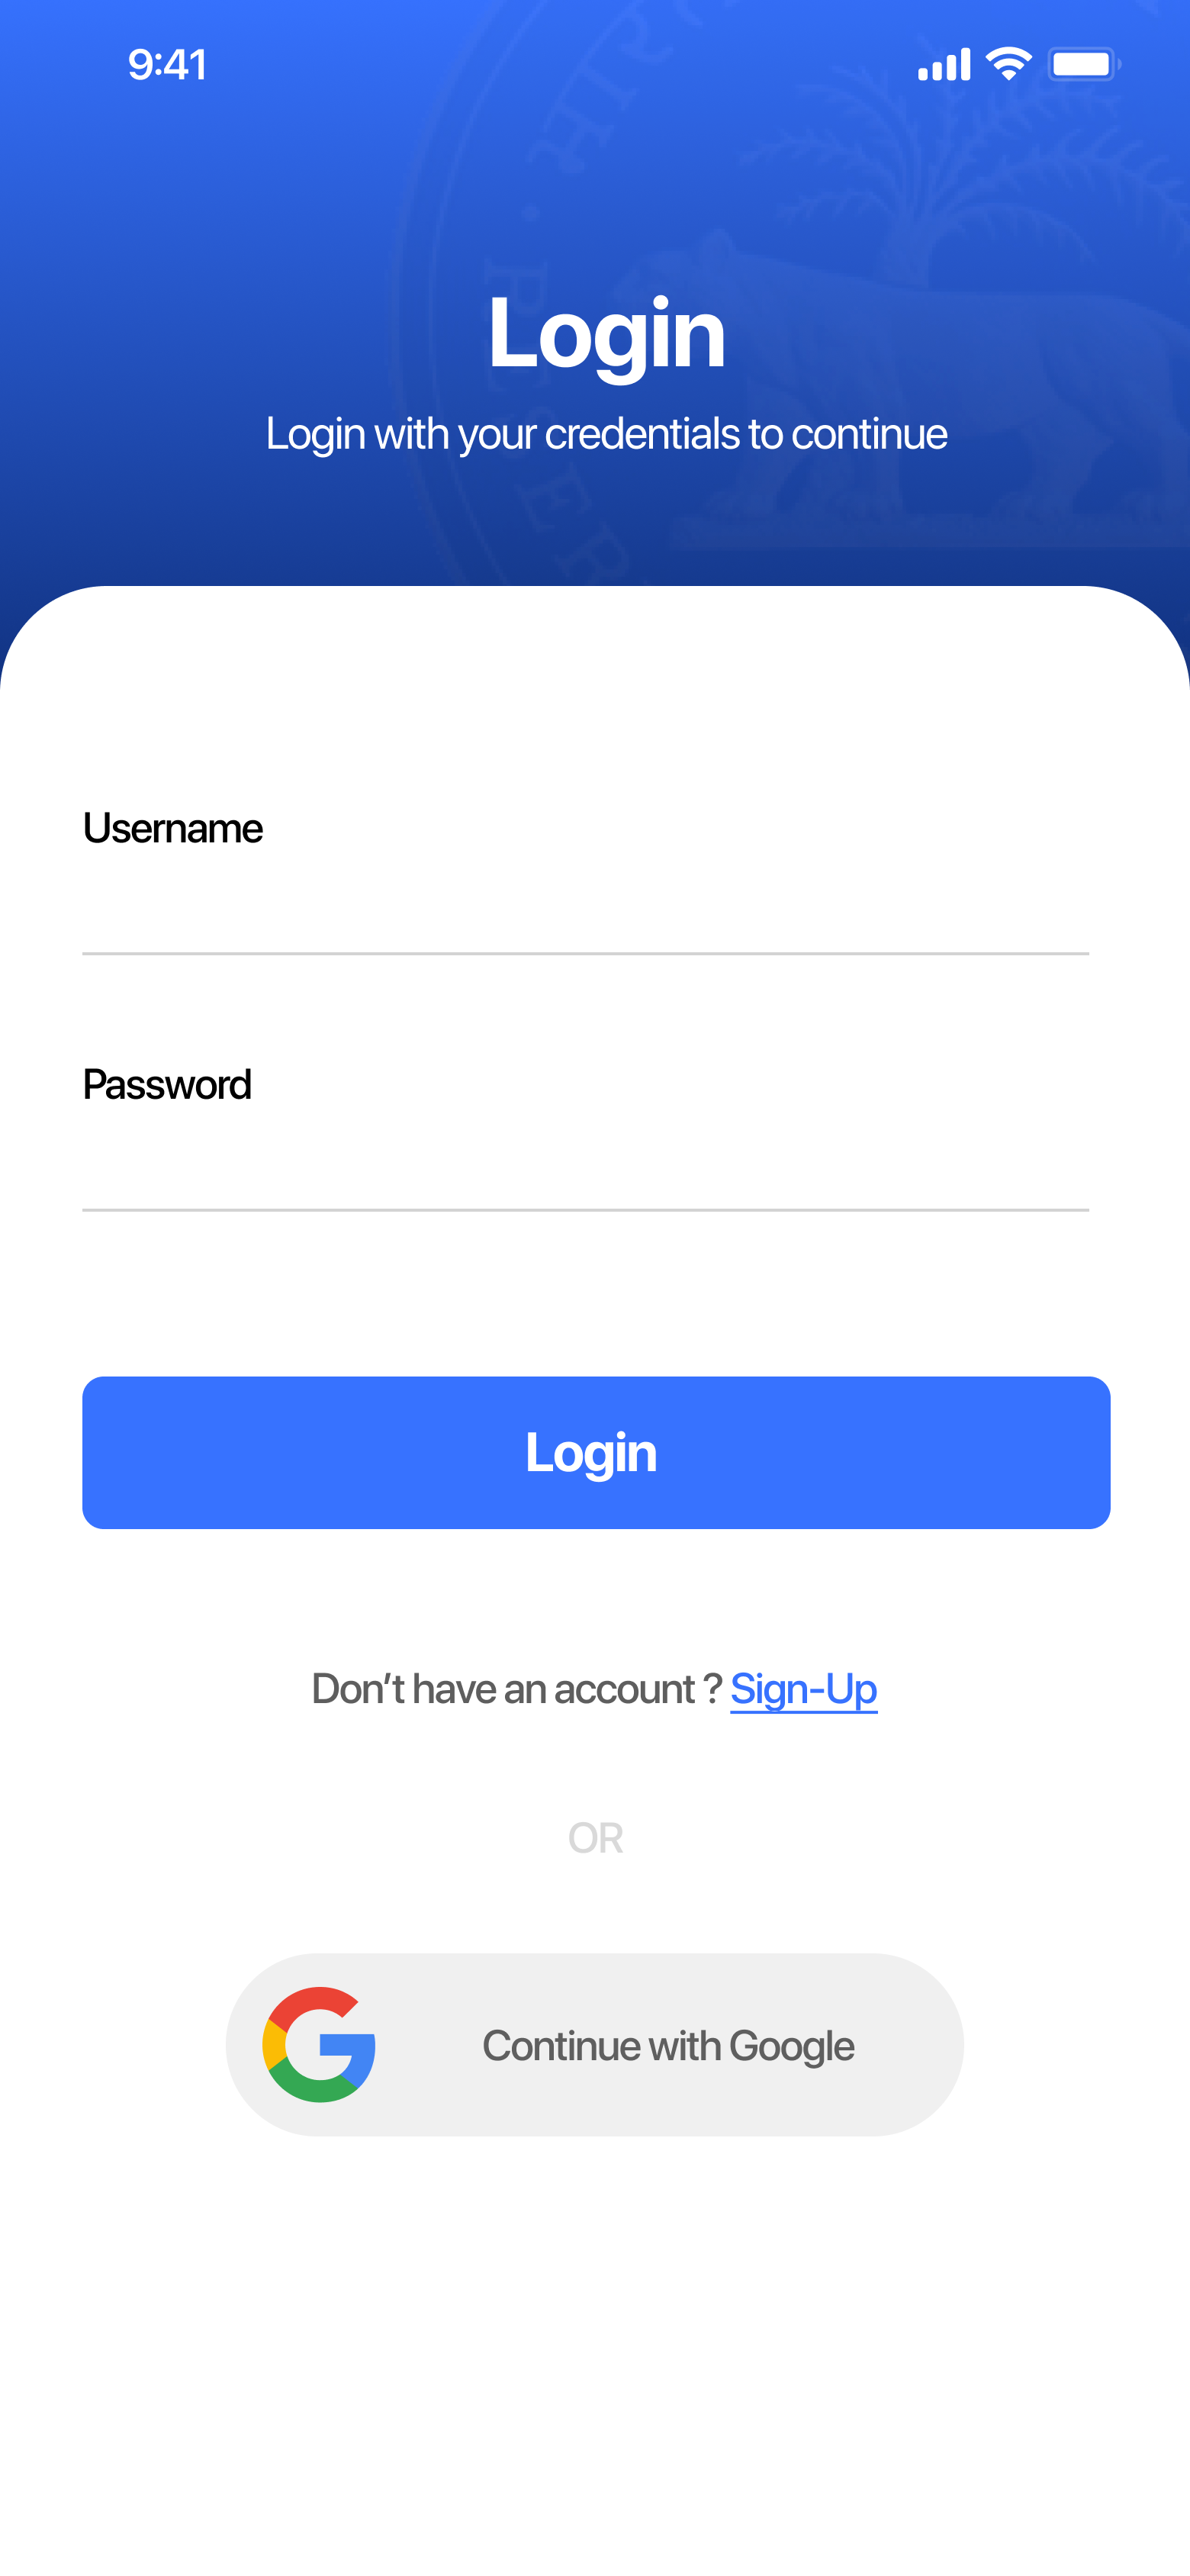 9:41
Login
Login with your credentials to continue
Username
Password
Login
Don’t have an account ? Sign-Up
OR
Continue with Google